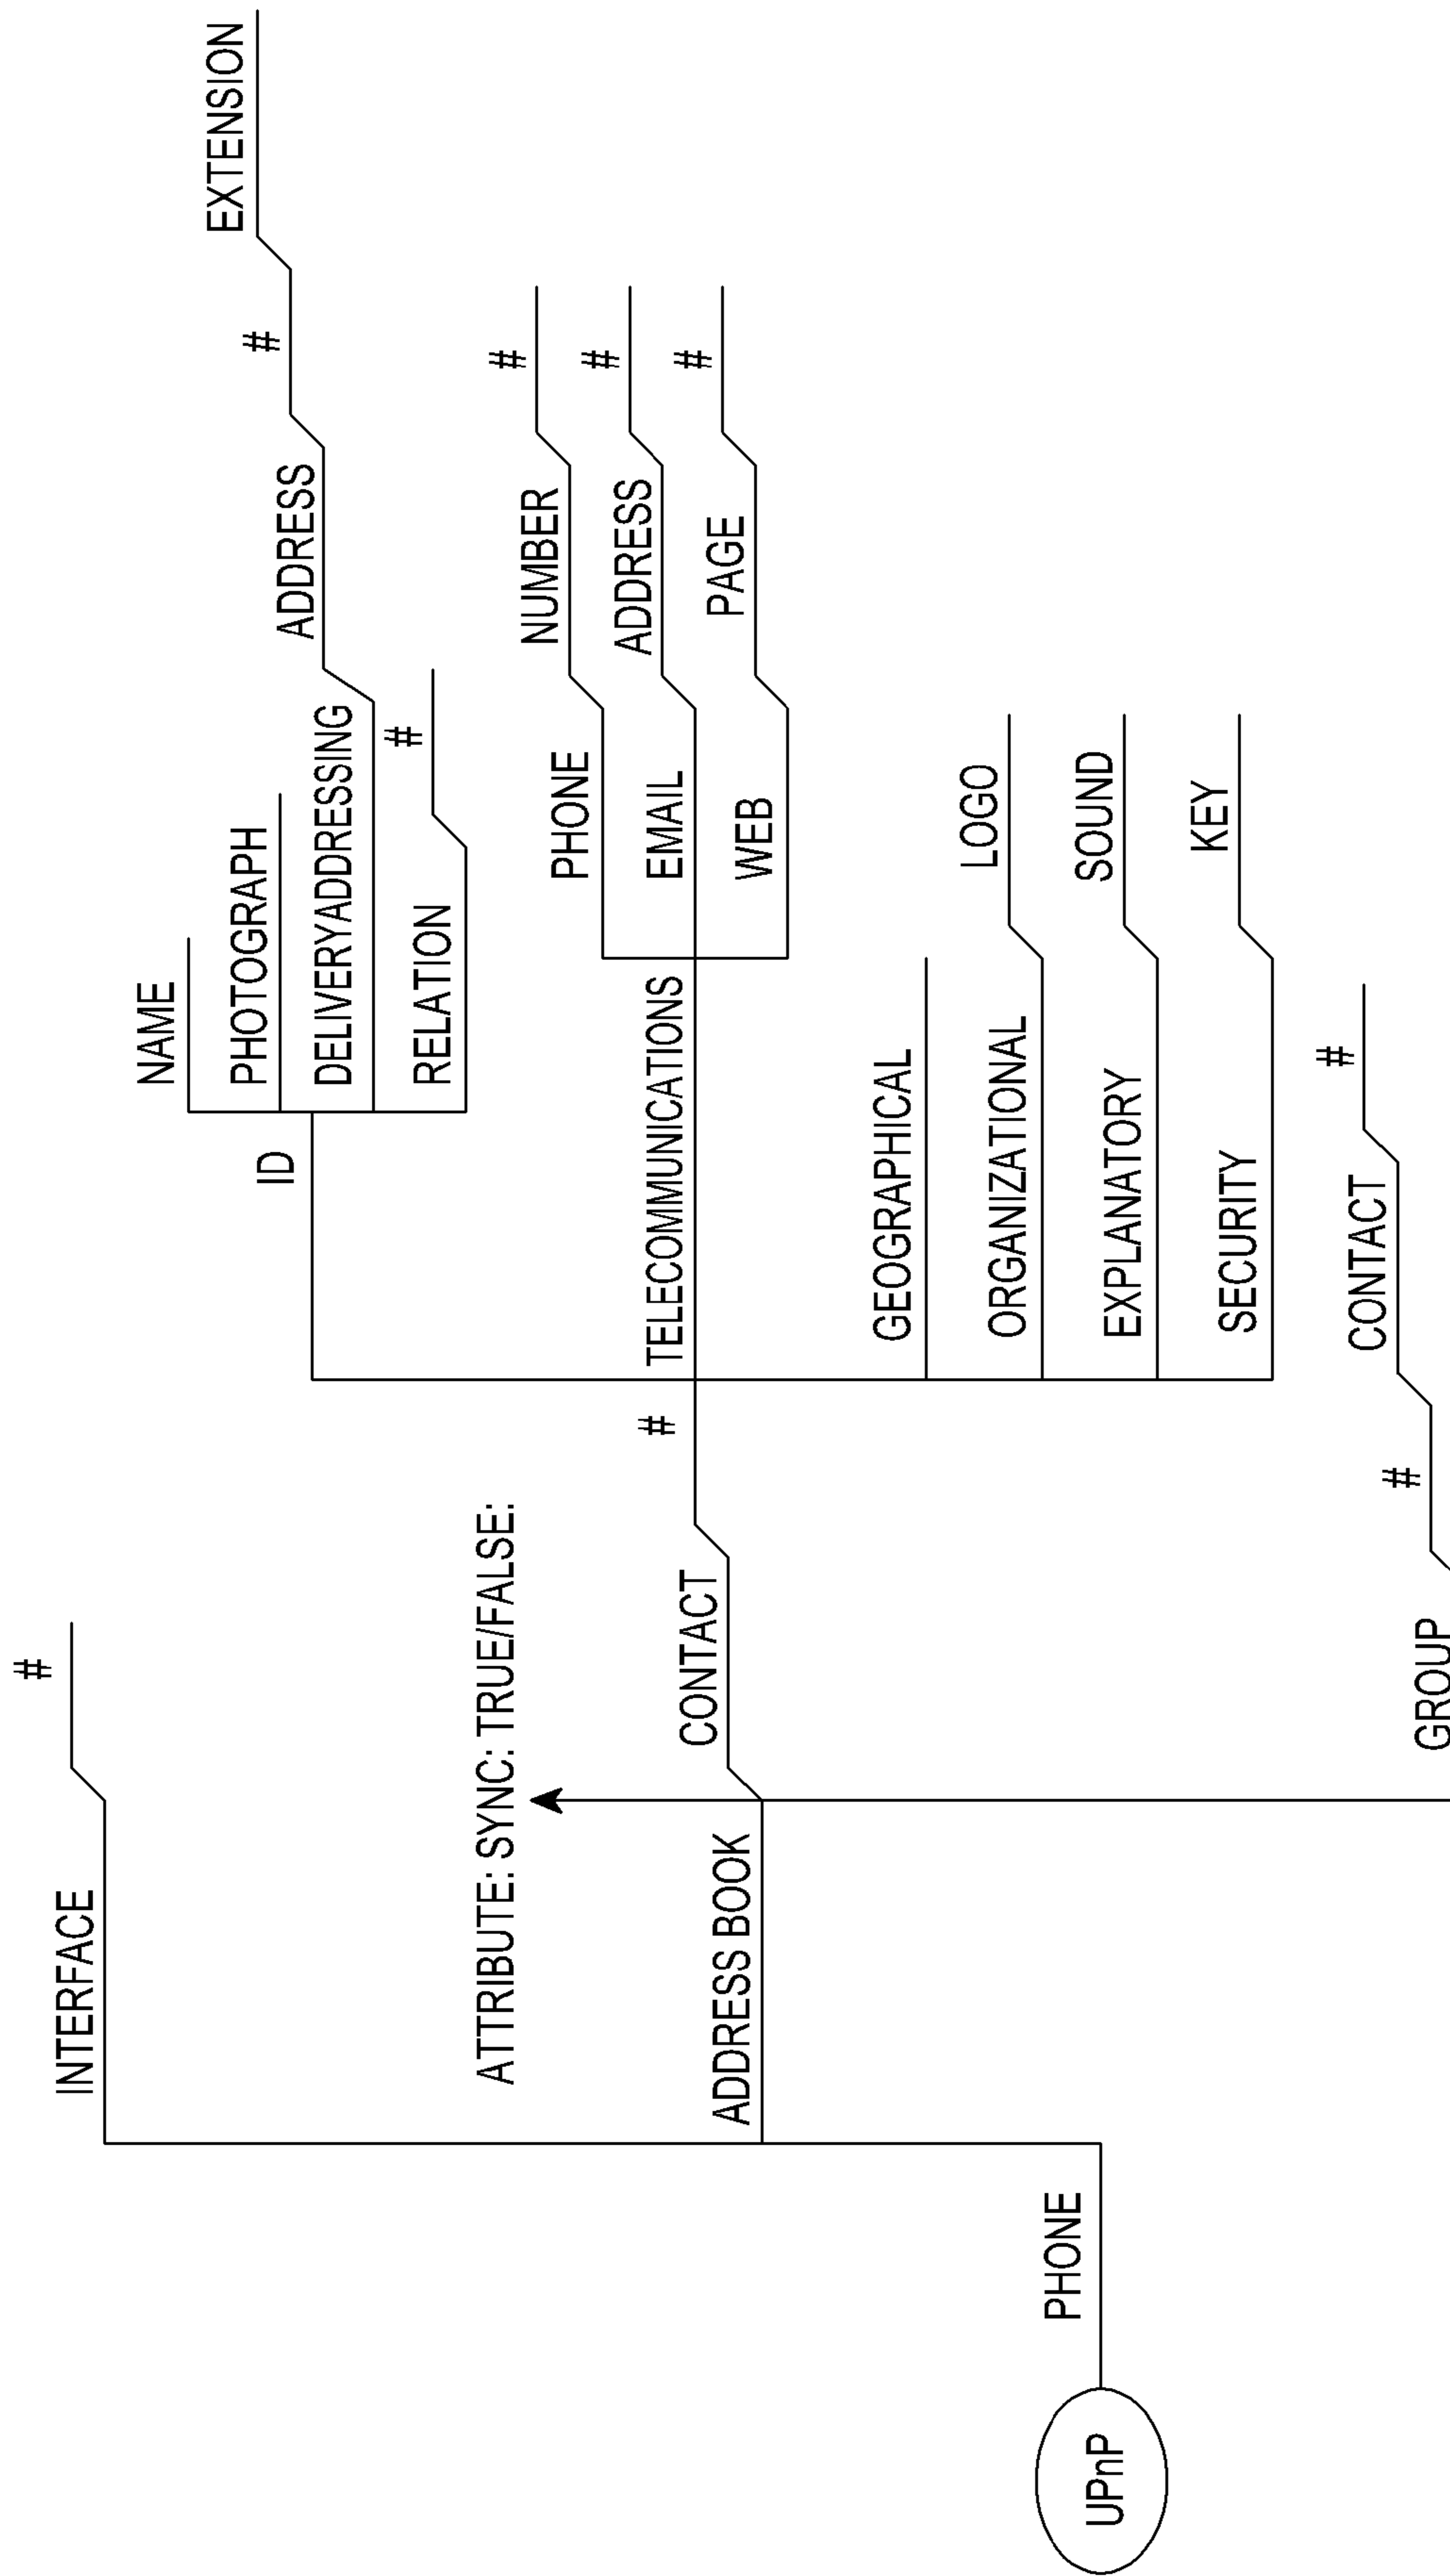 UPnP
PHONE
INTERFACE
#
ATTRIBUTE: SYNC: TRUE/FALSE:
ADDRESS BOOK
CONTACT
#
ID
NAME
PHOTOGRAPH
DELIVERYADDRESSING
ADDRESS
#
EXTENSION
RELATION
#
TELECOMMUNICATIONS
PHONE
NUMBER
#
EMAIL
ADDRESS
#
WEB
PAGE
#
GEOGRAPHICAL
ORGANIZATIONAL
LOGO
EXPLANATORY
SOUND
SECURITY
KEY
GROUP
#
CONTACT
#